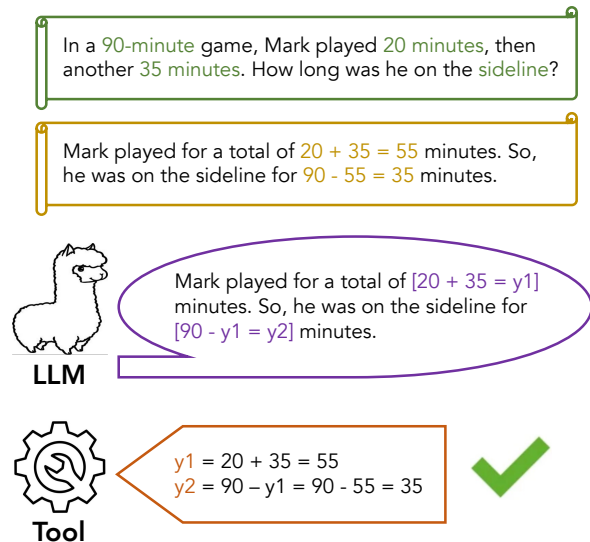 In a 90-minute game, Mark played 20 minutes, then
another 35 minutes. How long was he on the sideline?
Mark played for a total of 20 + 35 = 55 minutes. So,
he was on the sideline for 90 - 55 = 35 minutes.
Mark played for a total of [20 + 35 = y1]
minutes. So, he was on the sideline for
[90 - y1 = y2] minutes.
LLM
y1 = 20 + 35 = 55
y2 = 90 – y1 = 90 - 55 = 35
Tool